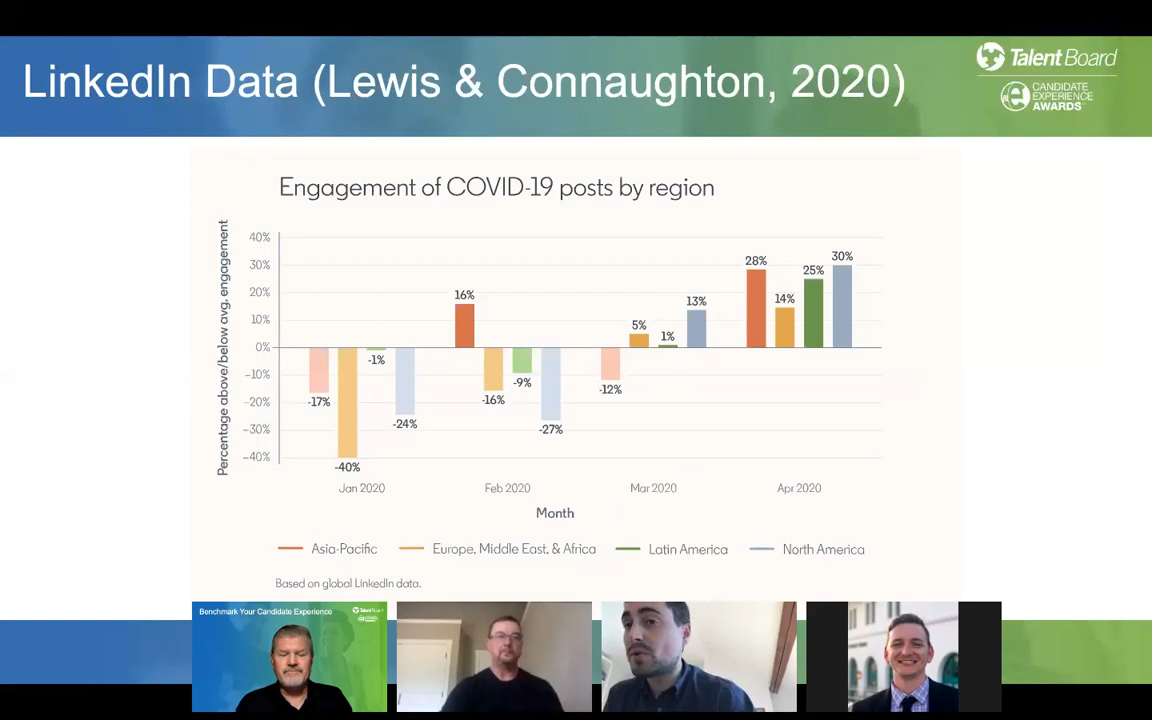 LinkedIn Data (Lewis & Connaughton, 2020)
TalentBoard
CANDIDATE
EXPERIENCE
AWARDS
Engagement of COVID-19 posts by region
Percentage above/below avg. engagement
40%
30%
20%
10%
0%
-10%
-20%
-30%
-40%
-17%
-40%
-1%
-24%
16%
-16%
-9%
-27%
-12%
5%
1%
13%
28%
14%
25%
30%
Jan 2020
Feb 2020
Mar 2020
Apr 2020
Month
Asia-Pacific
Europe, Middle East, & Africa
Latin America
North America
Based on global LinkedIn data.
Benchmark Your Candidate Experience
TalentBoard